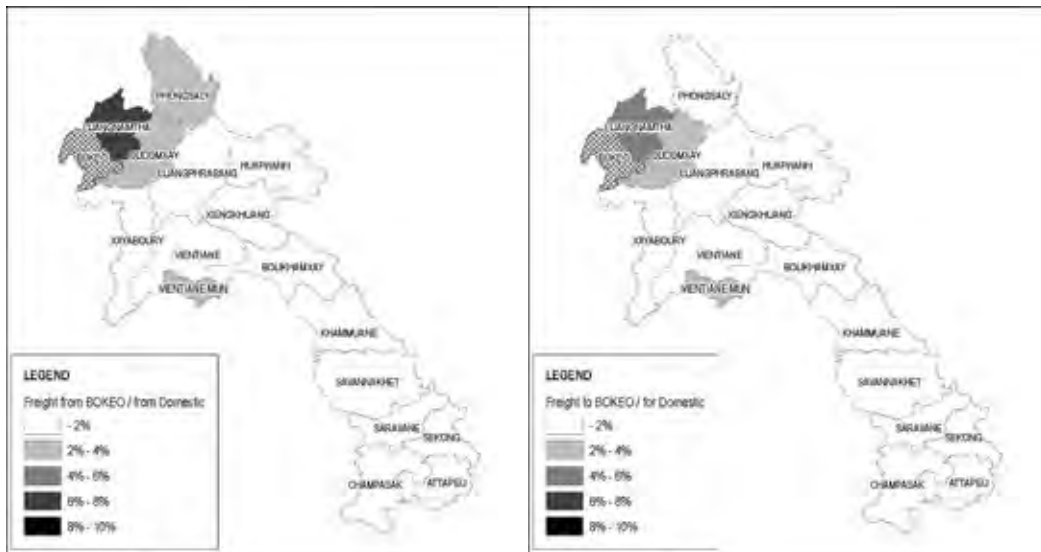 PHONGSALY
LUANGNAMTHA
BOKEO
OUDOMXAY
LUANGPHRABANG
HUAPHANH
XIENGKHUANG
XAYABOURY
VIENTIANE
BOLIKHAMXAY
VIENTIANE MUN
KHAMMUANE
SAVANNAKHET
SARAVANE
SEKONG
CHAMPASAK
ATTAPEU
LEGEND
Freight from BOKEO / from Domestic
- 2%
2% - 4%
4% - 6%
6% - 8%
8% - 10%
PHONGSALY
LUANGNAMTHA
BOKEO
OUDOMXAY
LUANGPHRABANG
HUAPHANH
XIENGKHUANG
XAYABOURY
VIENTIANE
BOLIKHAMXAY
VIENTIANE MUN
KHAMMUANE
SAVANNAKHET
SARAVANE
SEKONG
CHAMPASAK
ATTAPEU
LEGEND
Freight to BOKEO / for Domestic
- 2%
2% - 4%
4% - 6%
6% - 8%
8% - 10%